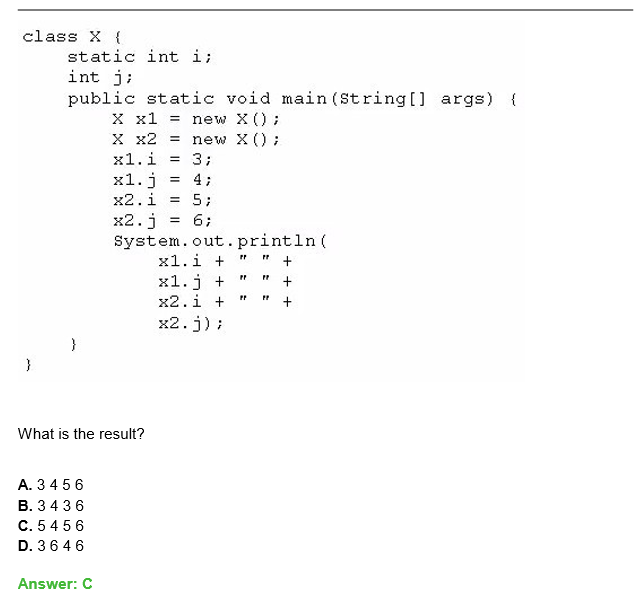 class X {
    static int i;
    int j;
    public static void main(String[] args) {
        X x1 = new X();
        X x2 = new X();
        x1.i = 3;
        x1.j = 4;
        x2.i = 5;
        x2.j = 6;
        System.out.println(
            x1.i + " " +
            x1.j + " " +
            x2.i + " " +
            x2.j);
    }
}
What is the result?
A. 3 4 5 6
B. 3 4 3 6
C. 5 4 5 6
D. 3 6 4 6
Answer: C